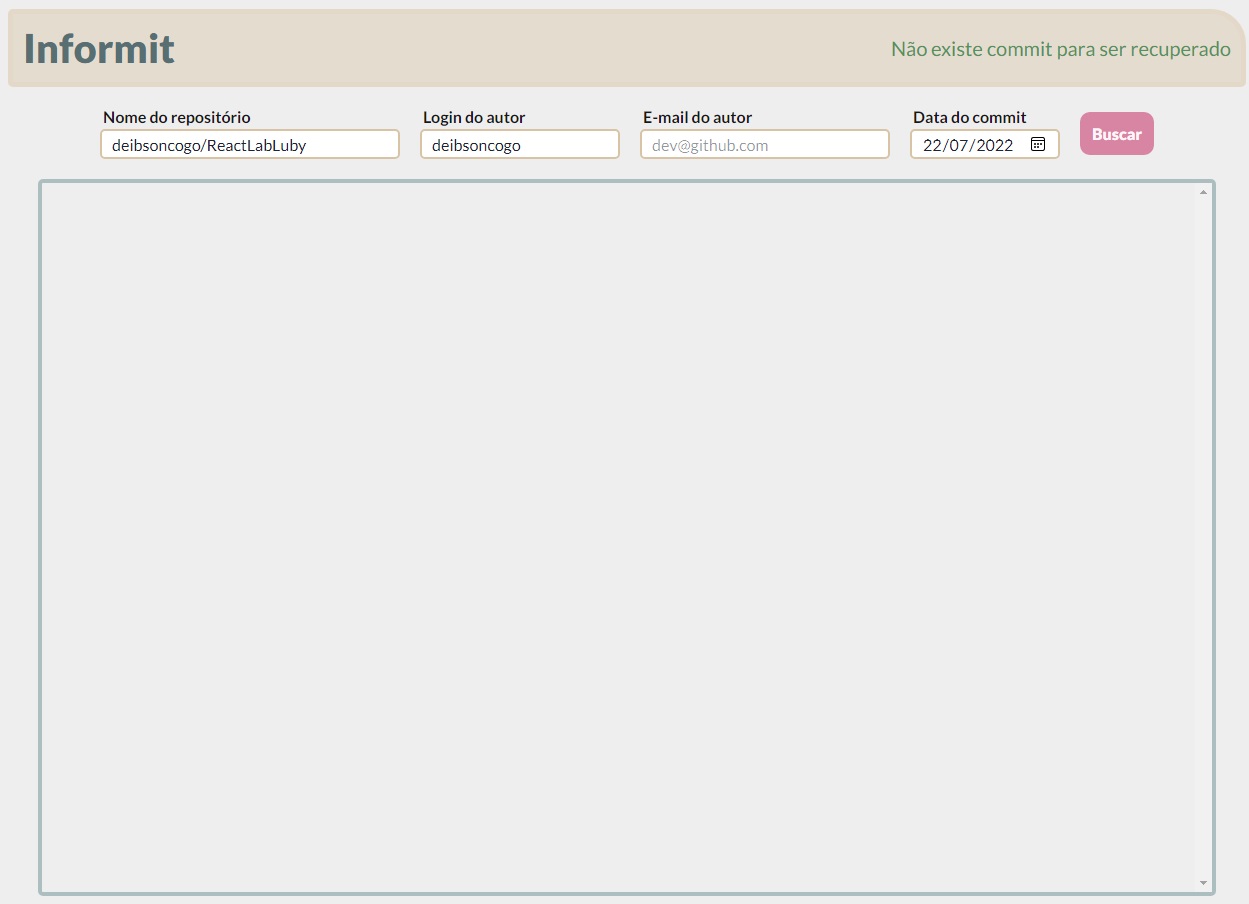 Informit
Não existe commit para ser recuperado
Nome do repositório
Login do autor
E-mail do autor
Data do commit
deibsoncogo/ReactLabLuby
deibsoncogo
dev@github.com
22/07/2022
Buscar